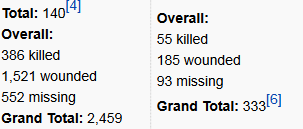 Total: 140[4]
Overall:
386 killed
1,521 wounded
552 missing
Grand Total: 2,459
Overall:
55 killed
185 wounded
93 missing
Grand Total: 333[6]